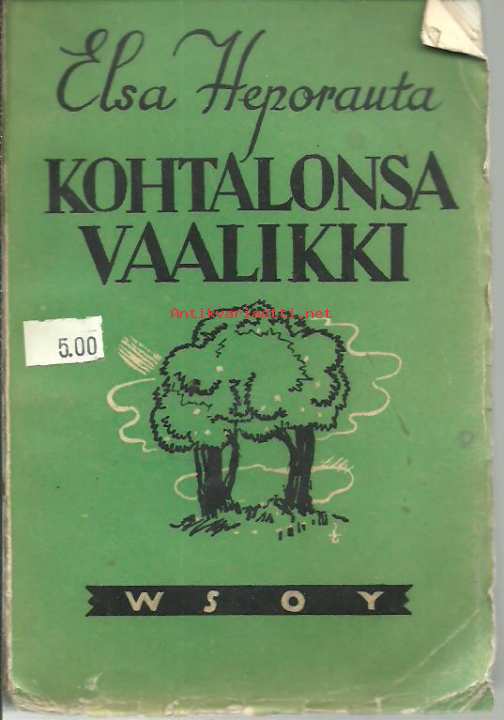 Elsa Heporauta
KOHTALONSA
VAALIKKI
Antikvariaatti.net
5.00
WSOY